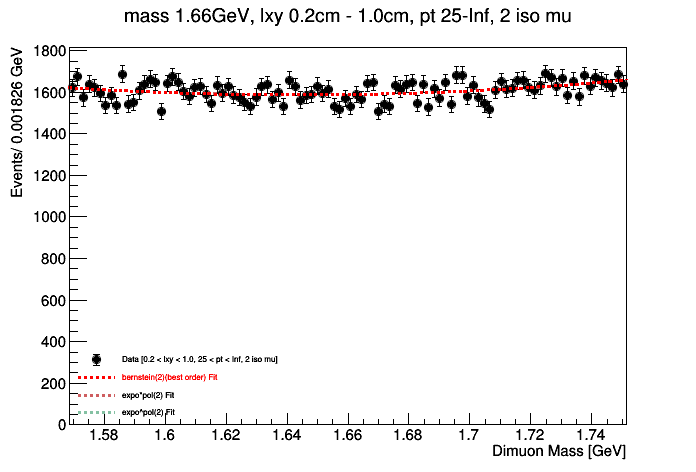 mass 1.66GeV, lxy 0.2cm - 1.0cm, pt 25-Inf, 2 iso mu
Events/ 0.001826 GeV
1800
1600
1400
1200
1000
800
600
400
200
0
Data [0.2 < lxy < 1.0, 25 < pt < Inf, 2 iso mu]
bernstein(2)(best order) Fit
expo*pol(2) Fit
expo^pol(2) Fit
1.58 1.6 1.62 1.64 1.66 1.68 1.7 1.72 1.74
Dimuon Mass [GeV]